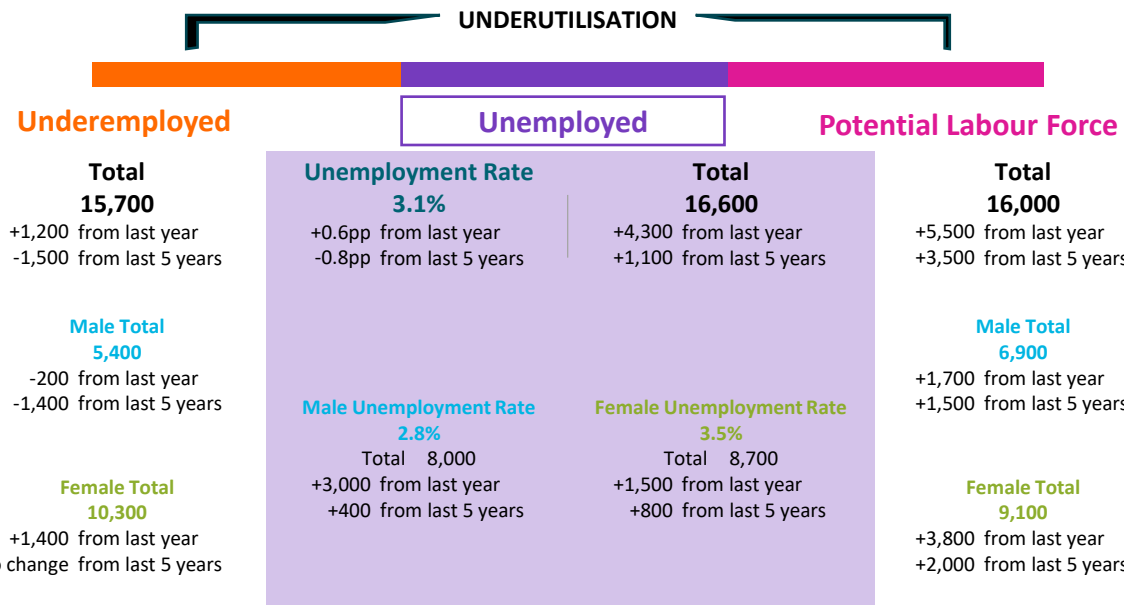 UNDERUTILISATION
Underemployed
Total
15,700
+1,200 from last year
-1,500 from last 5 years
Male Total
5,400
-200 from last year
-1,400 from last 5 years
Female Total
10,300
+1,400 from last year
change from last 5 years
Unemployed
Unemployment Rate
3.1%
+0.6pp from last year
-0.8pp from last 5 years
Total
16,600
+4,300 from last year
+1,100 from last 5 years
Male Unemployment Rate
2.8%
Total 8,000
+3,000 from last year
+400 from last 5 years
Female Unemployment Rate
3.5%
Total 8,700
+1,500 from last year
+800 from last 5 years
Potential Labour Force
Total
16,000
+5,500 from last year
+3,500 from last 5 years
Male Total
6,900
+1,700 from last year
+1,500 from last 5 years
Female Total
9,100
+3,800 from last year
+2,000 from last 5 years